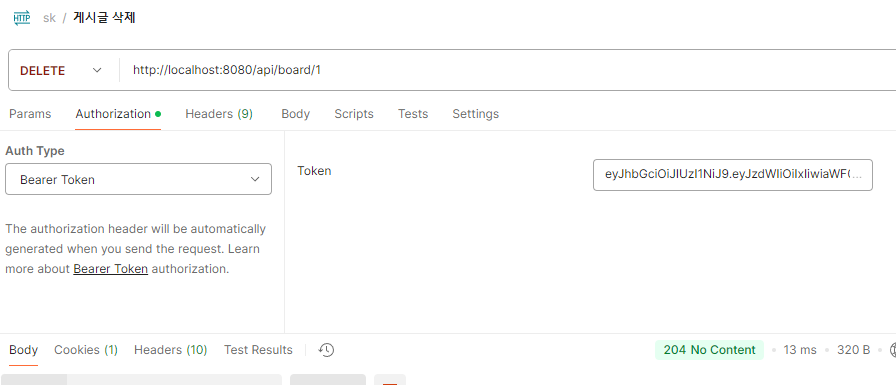 HTTP sk / 게시글 삭제
DELETE http://localhost:8080/api/board/1
Params Authorization Headers (9) Body Scripts Tests Settings
Auth Type
Bearer Token
Token eyJhbGciOiJIUzI1NiJ9.eyJzdWIiOiIxIiwiaWF(...
The authorization header will be automatically
generated when you send the request. Learn
more about Bearer Token authorization.
Body Cookies (1) Headers (10) Test Results 204 No Content 13 ms 320 B